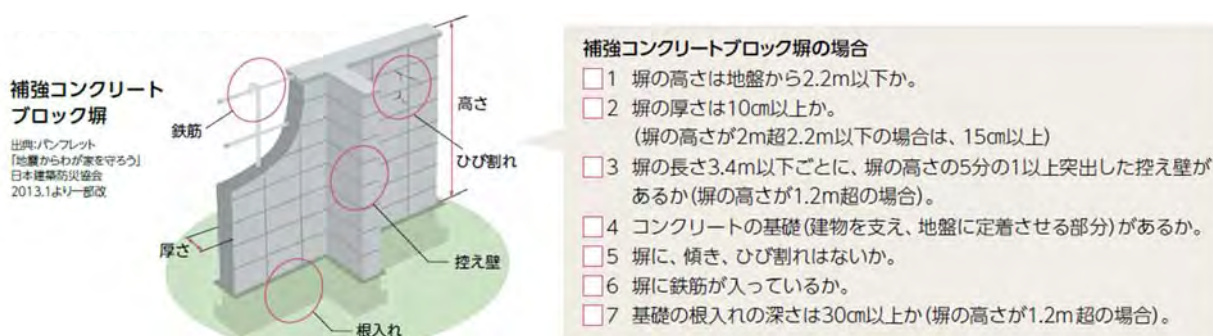 補強コンクリート
ブロック塀
出典:パンフレット
「地震からわが家を守ろう」
日本建築防災協会
2013.1より一部改
鉄筋
高さ
ひび割れ
厚さ
控え壁
根入れ
補強コンクリートブロック塀の場合
□1 塀の高さは地盤から2.2m以下か。
□2 塀の厚さは10㎝以上か。
(塀の高さが2m超2.2m以下の場合は、15㎝以上)
□3 塀の長さ3.4m以下ごとに、塀の高さの5分の1以上突出した控え壁が
あるか(塀の高さが1.2m超の場合)。
□4 コンクリートの基礎(建物を支え、地盤に定着させる部分)があるか。
□5 塀に、傾き、ひび割れはないか。
□6 塀に鉄筋が入っているか。
□7 基礎の根入れの深さは30㎝以上か(塀の高さが1.2m超の場合)。